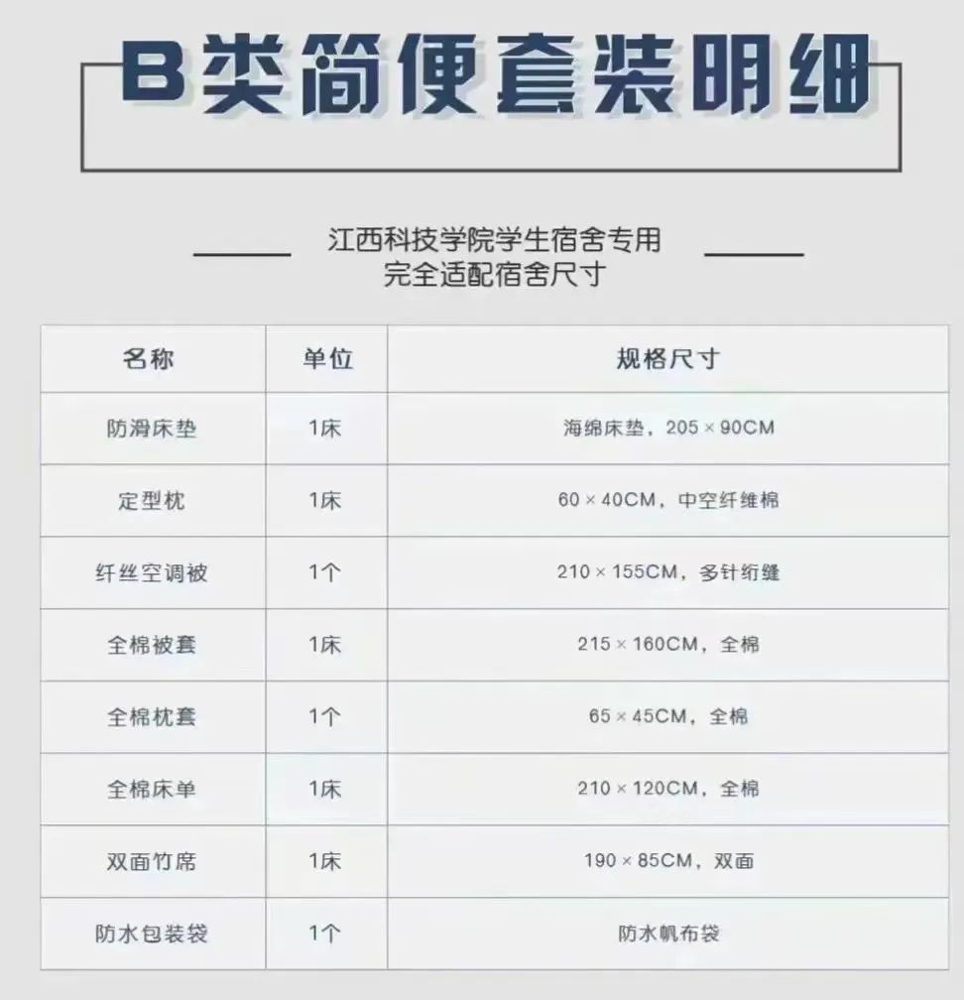 B类简便套装明细
江西科技学院学生宿舍专用
完全适配宿舍尺寸
名称 单位 规格尺寸
防滑床垫 1床 海绵床垫，205×90CM
定型枕 1床 60×40CM，中空纤维棉
纤丝空调被 1个 210×155CM，多针绗缝
全棉被套 1床 215×160CM，全棉
全棉枕套 1个 65×45CM，全棉
全棉床单 1床 210×120CM，全棉
双面竹席 1床 190×85CM，双面
防水包装袋 1个 防水帆布袋